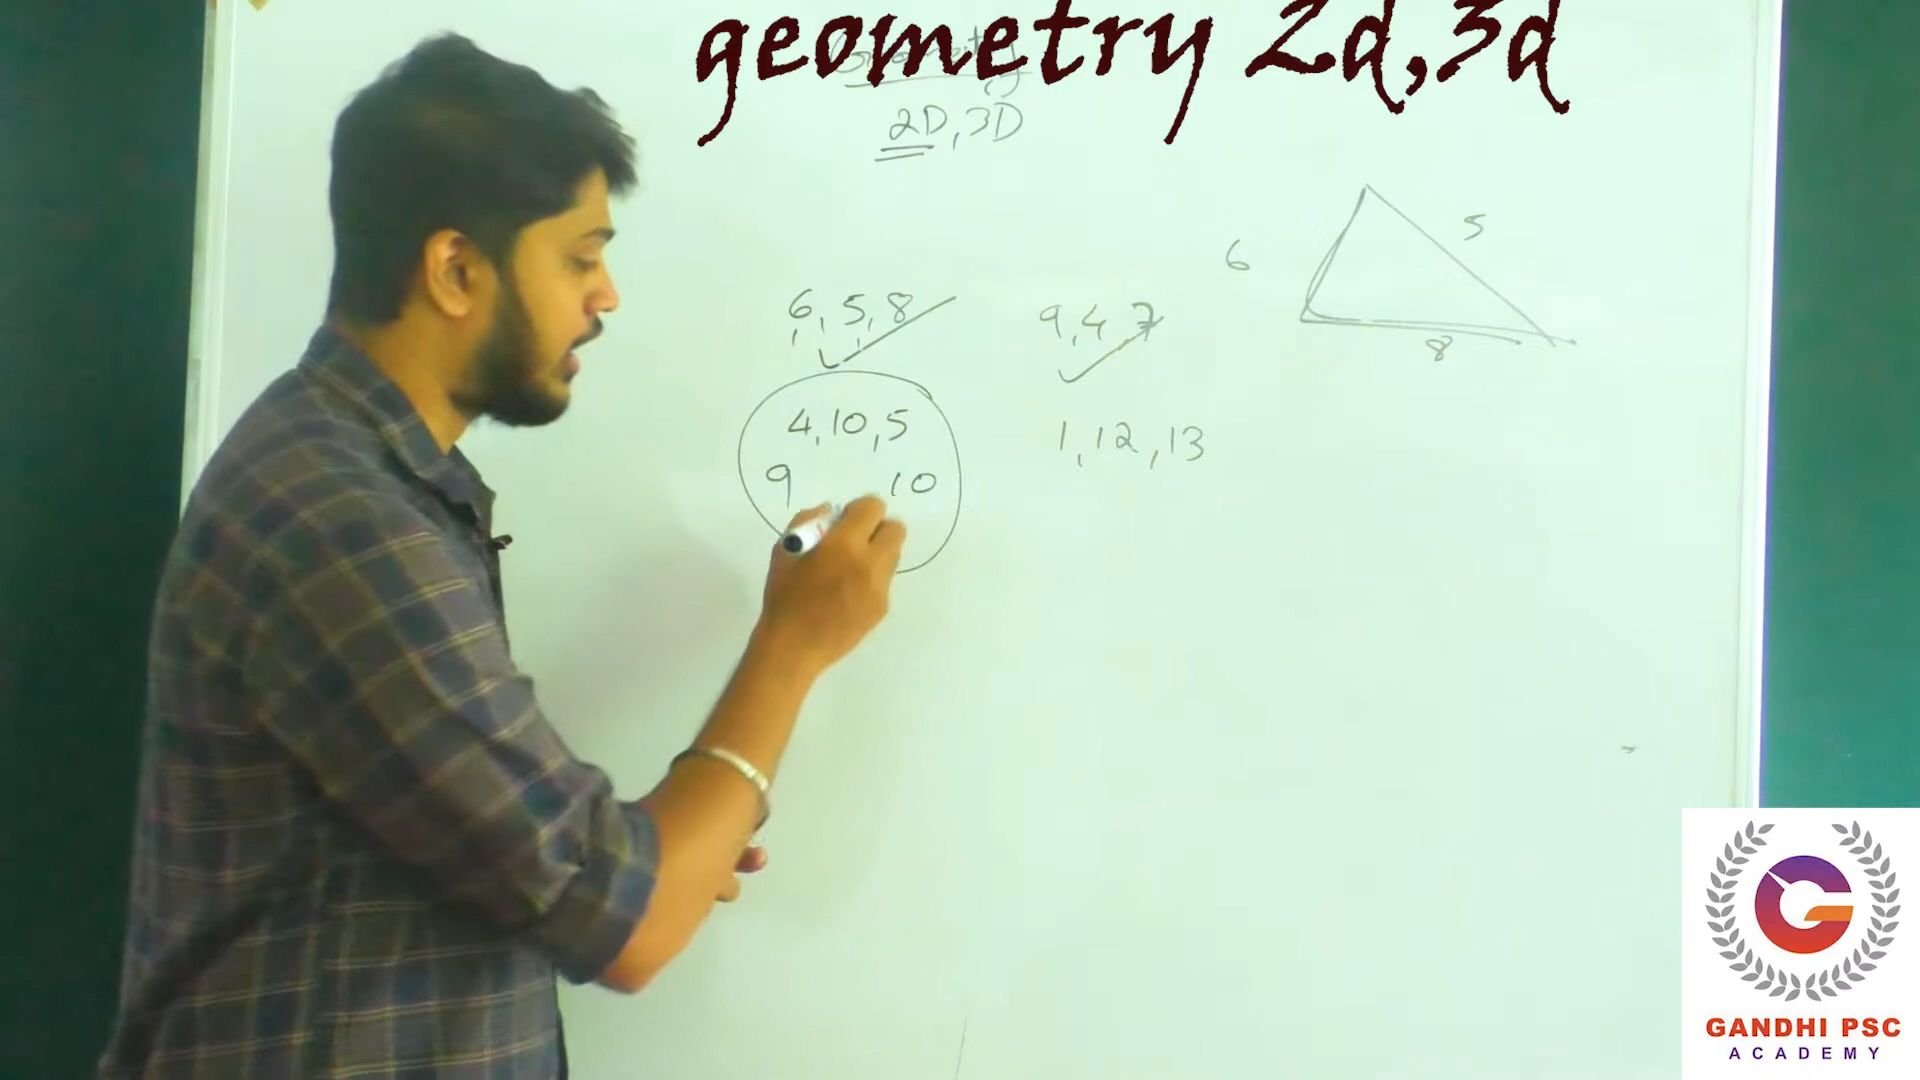 geometry 2d,3d
Geometry
2D, 3D
5
6
6, 5, 8
9, 4, 7
8
4, 10, 5
1, 12, 13
9 10
GANDHI PSC
ACADEMY